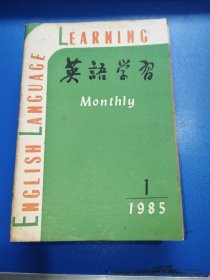 ENGLISH LANGUAGE
LEARNING
英語学習
Monthly
1
1985